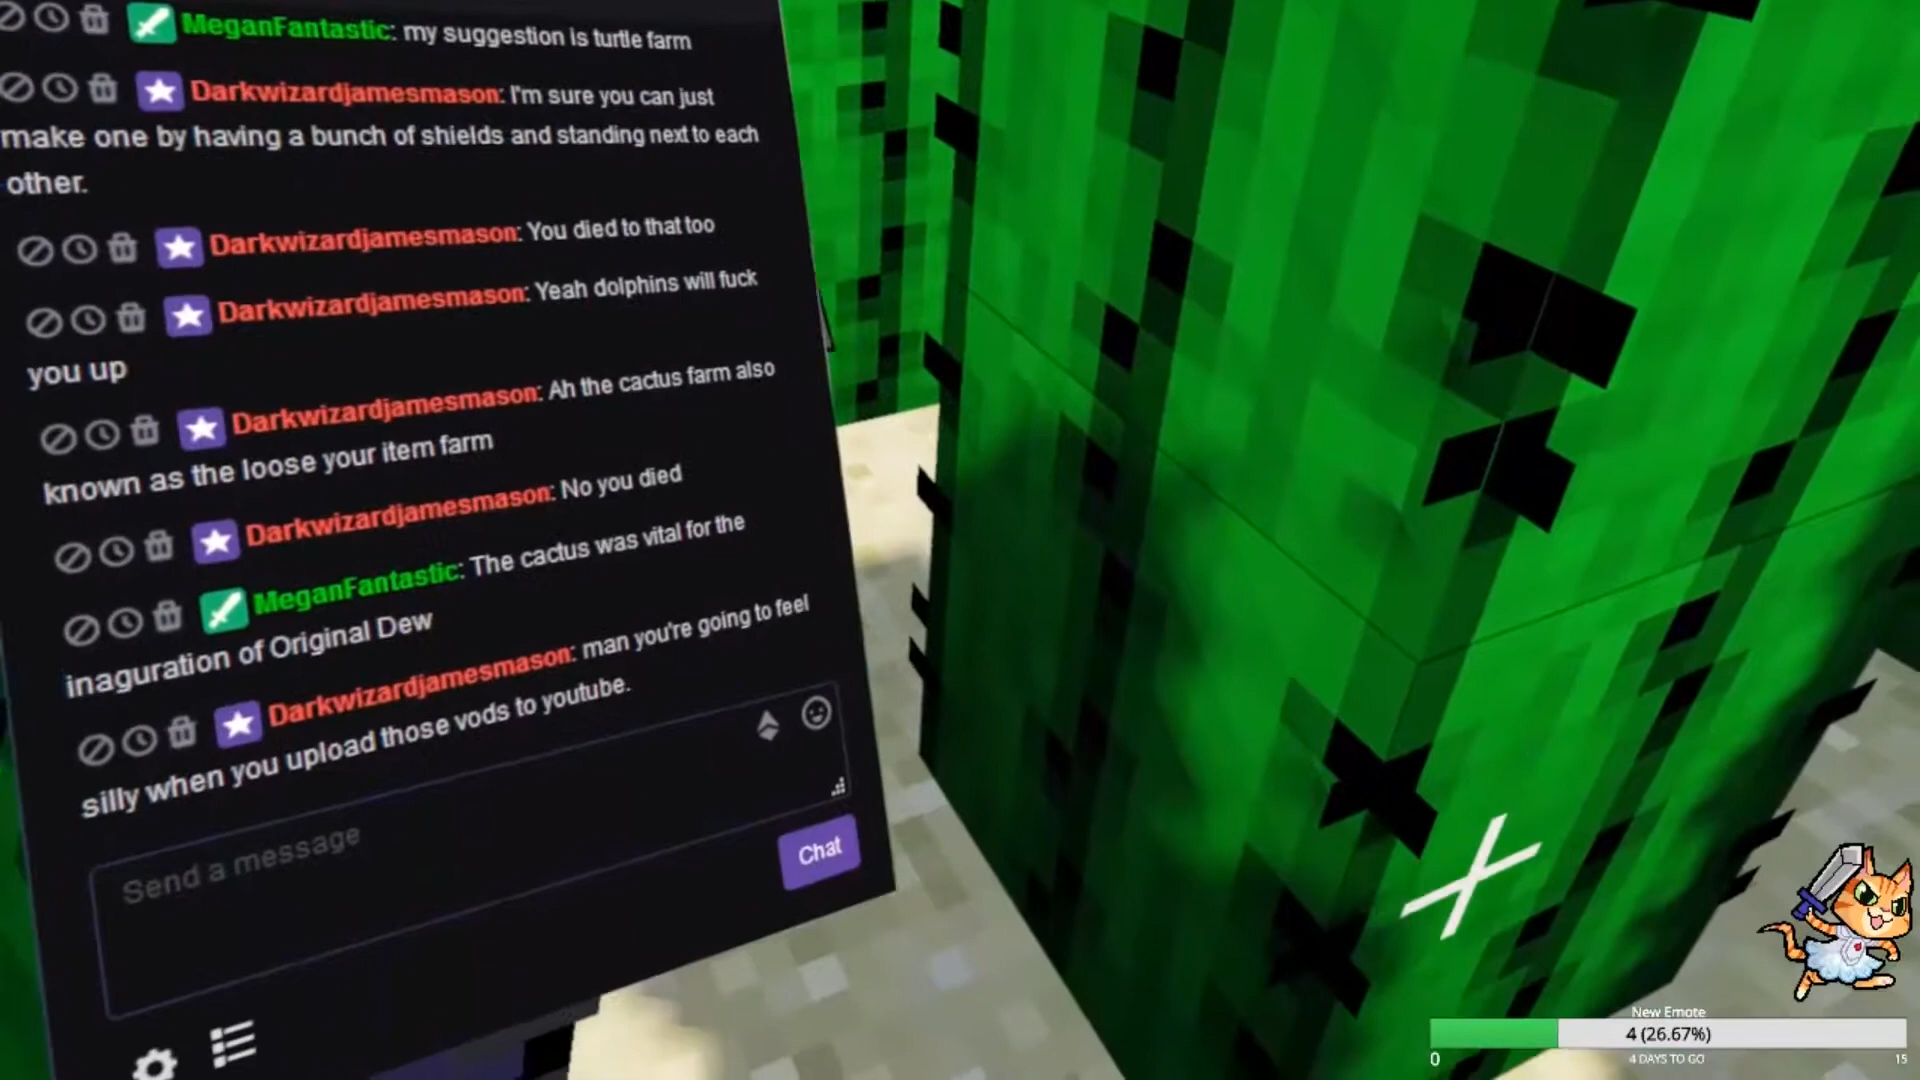 MeganFantastic: my suggestion is turtle farm
Darkwizardjamesmason: I'm sure you can just
make one by having a bunch of shields and standing next to each
other.
Darkwizardjamesmason: You died to that too
Darkwizardjamesmason: Yeah dolphins will fuck
you up
Darkwizardjamesmason: Ah the cactus farm also
known as the loose your item farm
Darkwizardjamesmason: No you died
MeganFantastic: The cactus was vital for the
inaguration of Original Dew
Darkwizardjamesmason: man you're going to feel
silly when you upload those vods to youtube.
Send a message
Chat
New Emote
4 (26.67%)
0
4 DAYS TO GO
15